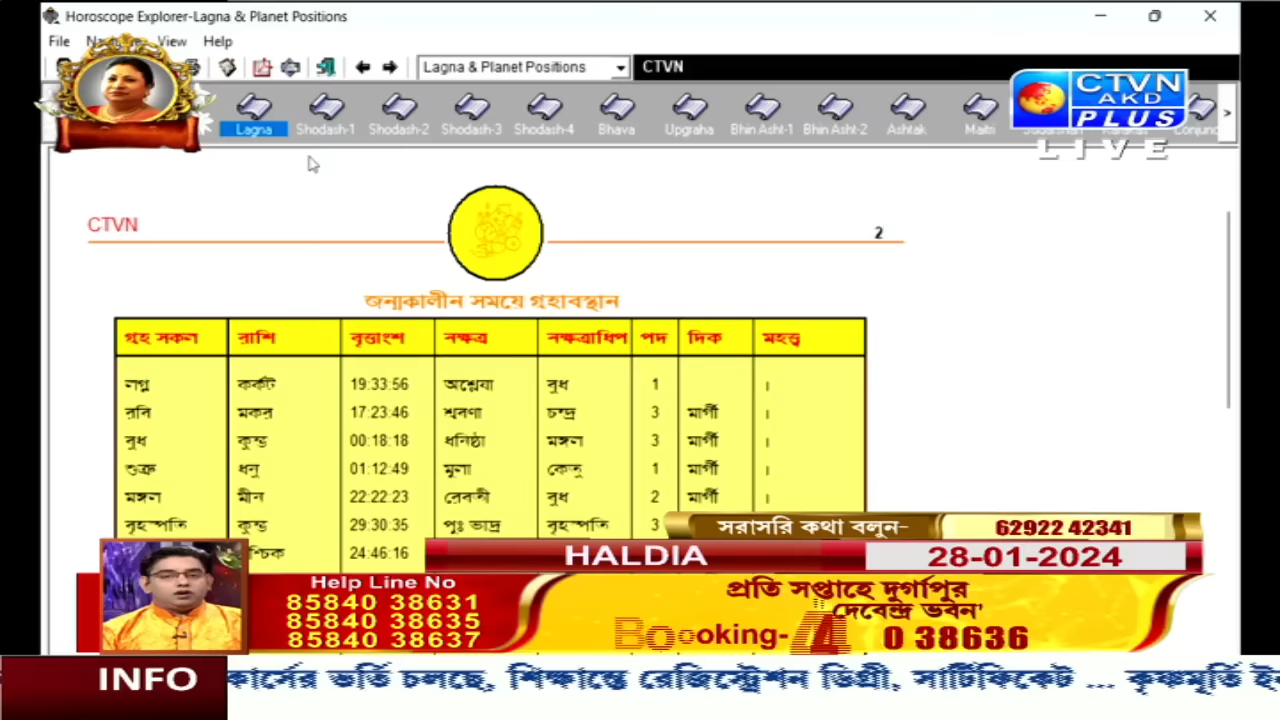 Horoscope Explorer-Lagna & Planet Positions
File View Help
Lagna & Planet Positions CTVN
Lagna Shodash-1 Shodash-2 Shodash-3 Shodash-4 Bhava Upgraha Bhin Asht-1 Bhin Asht-2 Ashtak Maitri
CTVN
AKD
PLUS
LIVE
CTVN
2
জন্মকালীন সময়ে গৃহাবস্থান
গৃহ সকল রাশি বৃত্তাংশ নক্ষত্র নক্ষত্রাধিপ পদ দিক মহত্ত্ব
লগ্ন কর্কট 19:33:56 অশ্লেষা বুধ 1 ।
রবি মকর 17:23:46 শ্রবণা চন্দ্র 3 মার্গী ।
বুধ কুম্ভ 00:18:18 ধনিষ্ঠা মঙ্গল 3 মার্গী ।
শুক্র ধনু 01:12:49 মুলা কেতু 1 মার্গী ।
মঙ্গল মীন 22:22:23 রেবতী বুধ 2 মার্গী ।
বৃহস্পতি কুম্ভ 29:30:35 পুঃ ভাদ্র বৃহস্পতি 3
শ্চিক 24:46:16
সরাসরি কথা বলুন- 62922 42341
HALDIA 28-01-2024
Help Line No
85840 38631
85840 38635
85840 38637
প্রতি সপ্তাহে দুর্গাপুর
'দেবেন্দ্র ভবন'
0 38636
INFO কার্সের ভর্তি চলছে, শিক্ষান্তে রেজিস্ট্রেশন ডিগ্রী, সার্টিফিকেট ... কৃষ্ণমূর্তি ই